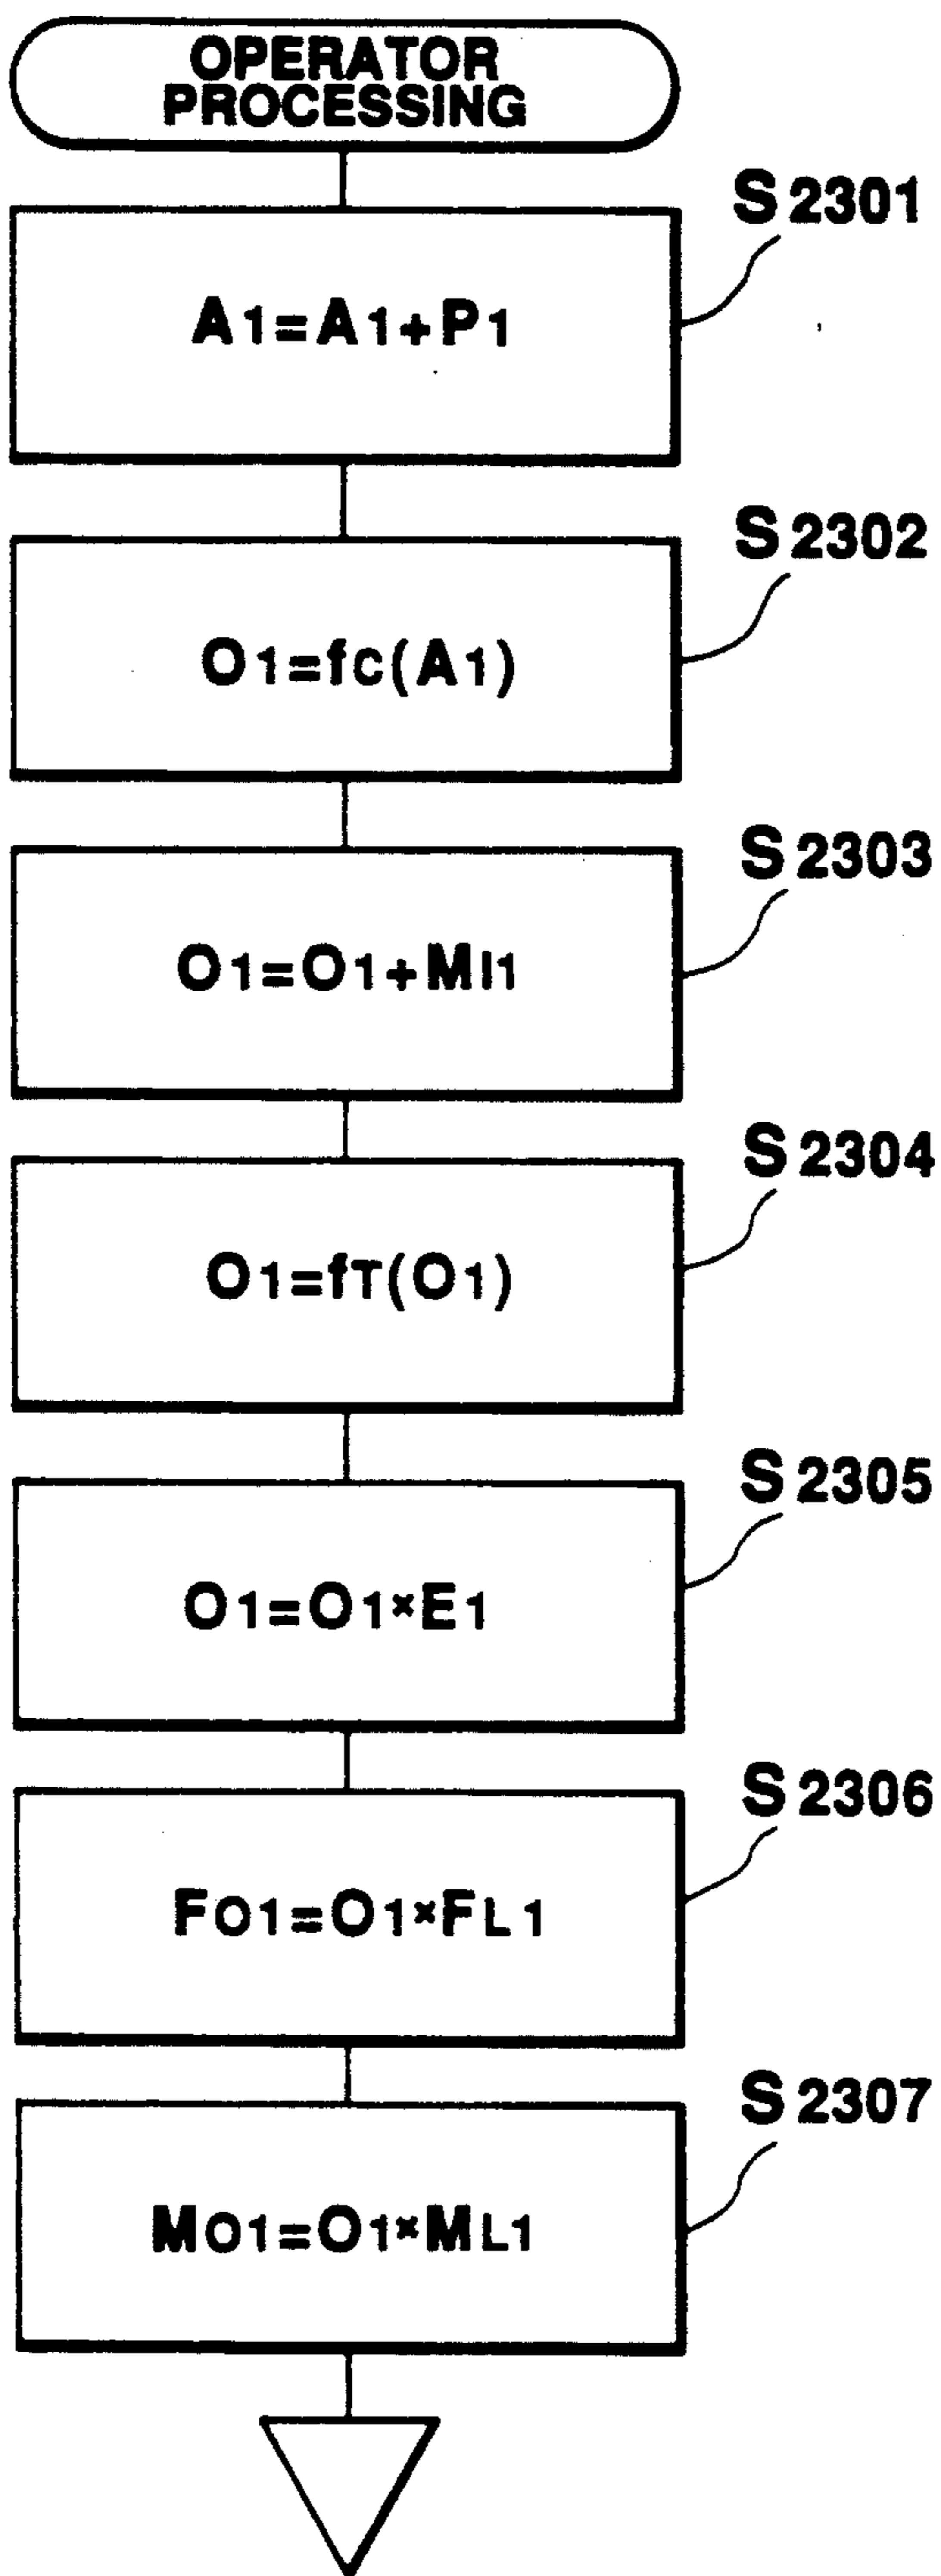 OPERATOR
PROCESSING
S2301
A1=A1+P1
S2302
O1=fC(A1)
S2303
O1=O1+MI1
S2304
O1=fT(O1)
S2305
O1=O1×E1
S2306
FO1=O1×FL1
S2307
MO1=O1×ML1